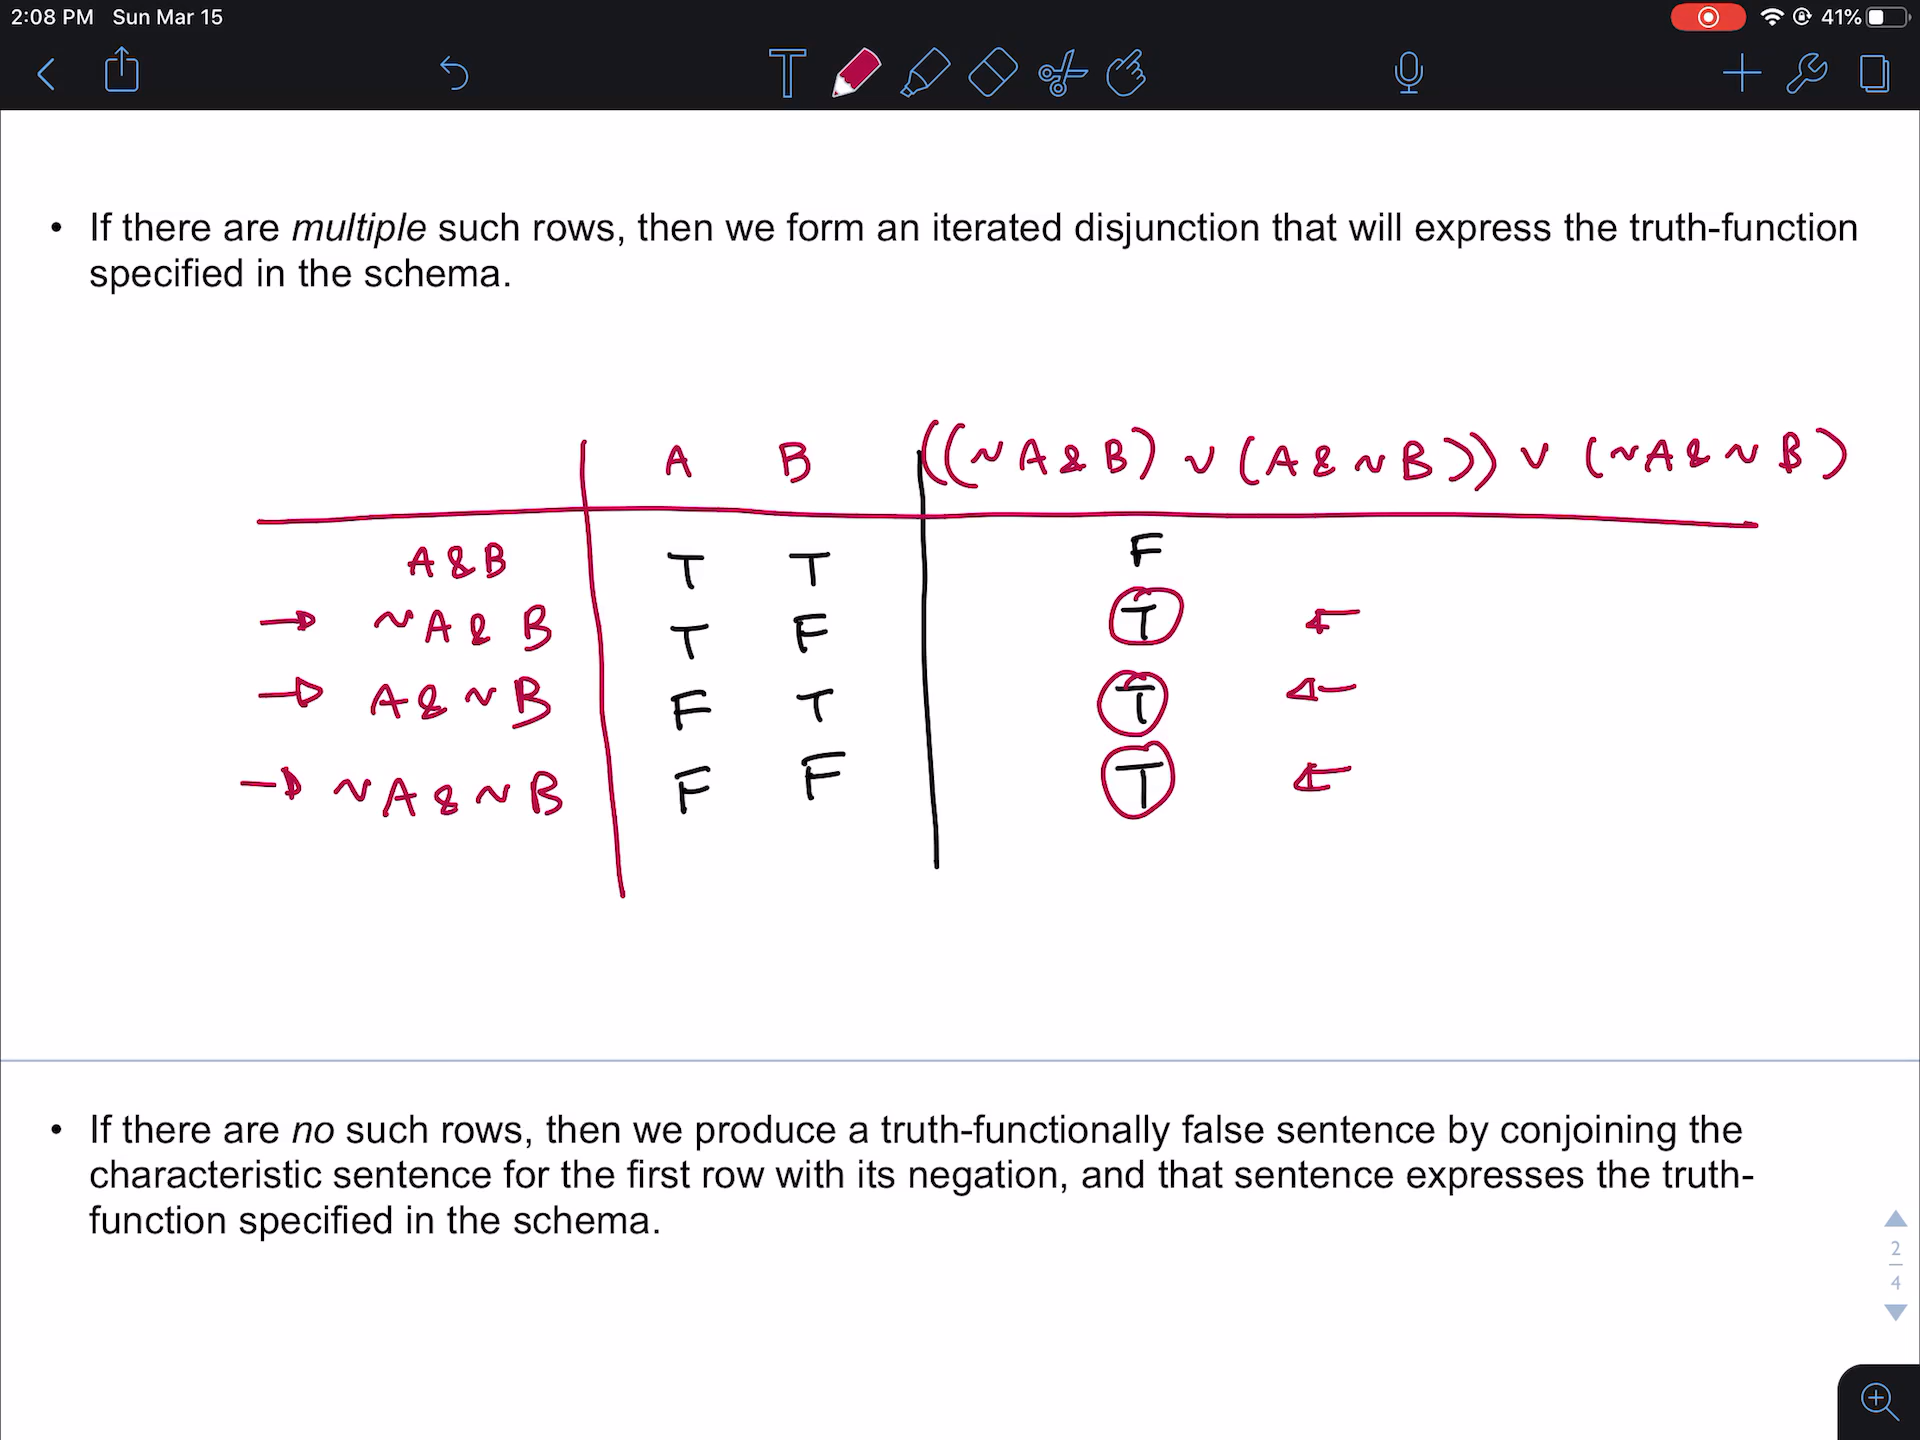 2:08 PM Sun Mar 15 41%
T
• If there are multiple such rows, then we form an iterated disjunction that will express the truth-function
specified in the schema.
A B ((~A&B) v (A&~B)) v (~A&~B)
A&B T T F
→ ~A&B T F T ←
→ A&~B F T T ←
→ ~A&~B F F T ←
• If there are no such rows, then we produce a truth-functionally false sentence by conjoining the
characteristic sentence for the first row with its negation, and that sentence expresses the truth-
function specified in the schema.
2
4